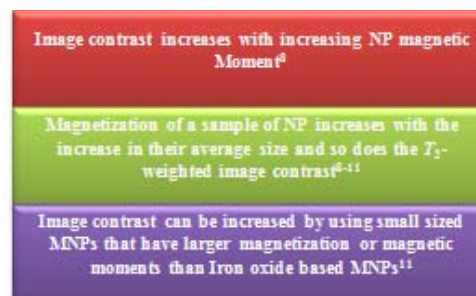 Image contrast increases with increasing NP magnetic
Moment⁸
Magnetization of a sample of NP increases with the
increase in their average size and so does the T₂-
weighted image contrast⁸⁻¹¹
Image contrast can be increased by using small sized
MNPs that have larger magnetization or magnetic
moments than Iron oxide based MNPs¹¹